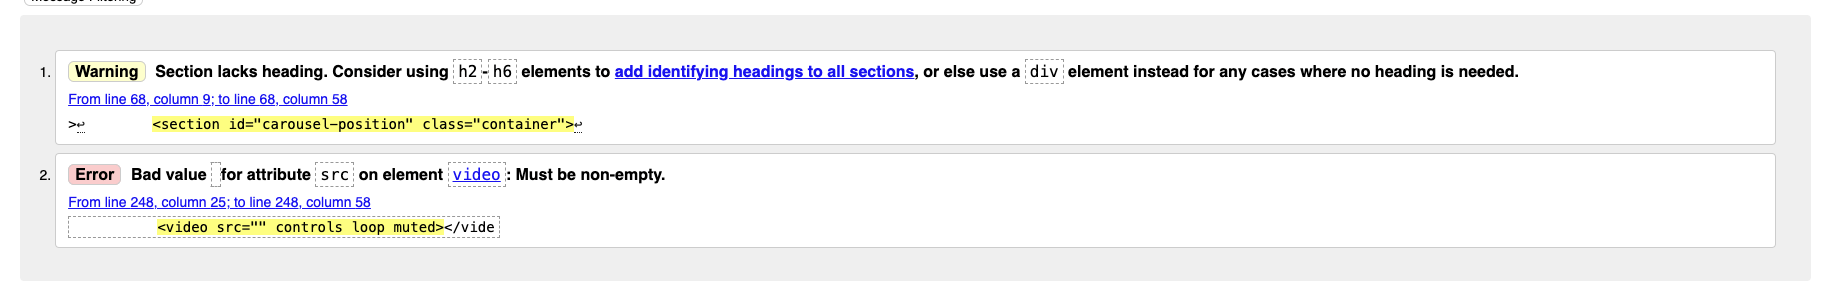 Message Filtering
1. Warning Section lacks heading. Consider using h2-h6 elements to add identifying headings to all sections, or else use a div element instead for any cases where no heading is needed.
From line 68, column 9; to line 68, column 58
>↩ <section id="carousel-position" class="container">↩
2. Error Bad value for attribute src on element video: Must be non-empty.
From line 248, column 25; to line 248, column 58
<video src="" controls loop muted></vide